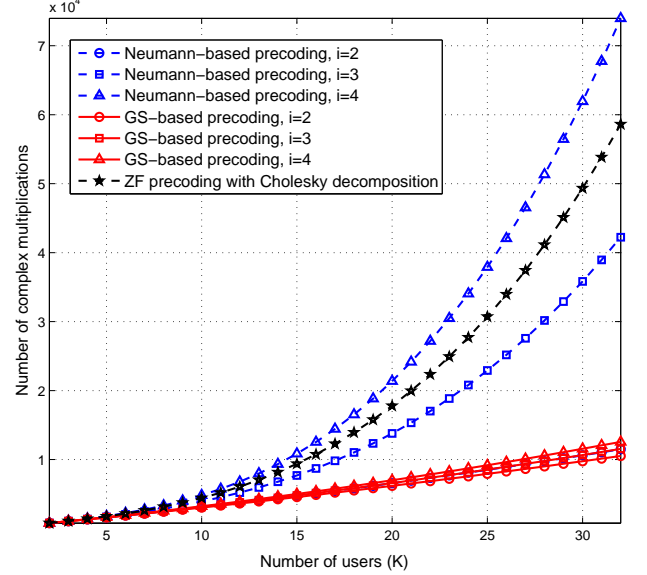 x 10⁴
7
6
5
4
3
2
1
Number of complex multiplications
Neumann−based precoding, i=2
Neumann−based precoding, i=3
Neumann−based precoding, i=4
GS−based precoding, i=2
GS−based precoding, i=3
GS−based precoding, i=4
ZF precoding with Cholesky decomposition
5 10 15 20 25 30
Number of users (K)